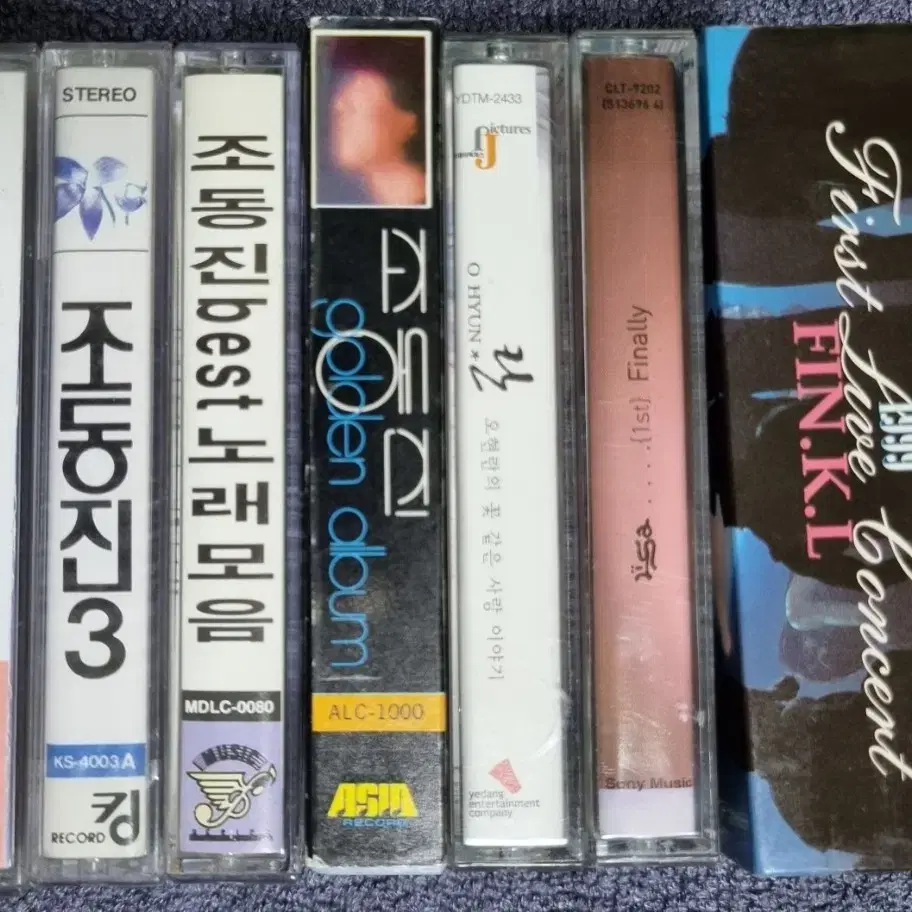 STEREO
조동진
3
KS-4003 A
킹
RECORD
조동진best노래모음
MDLC-0080
MUSIC
조동진
golden album
ALC-1000
ASIA
RECORD
YDTM-2433
pictures
O HYUN *
오현란의 꽃 같은 사랑 이야기
yedang
entertainment
company
CLT-9202
(513696 4)
....(1st) Finally
Sony Music
First Live Concert
1999
FIN.K.L